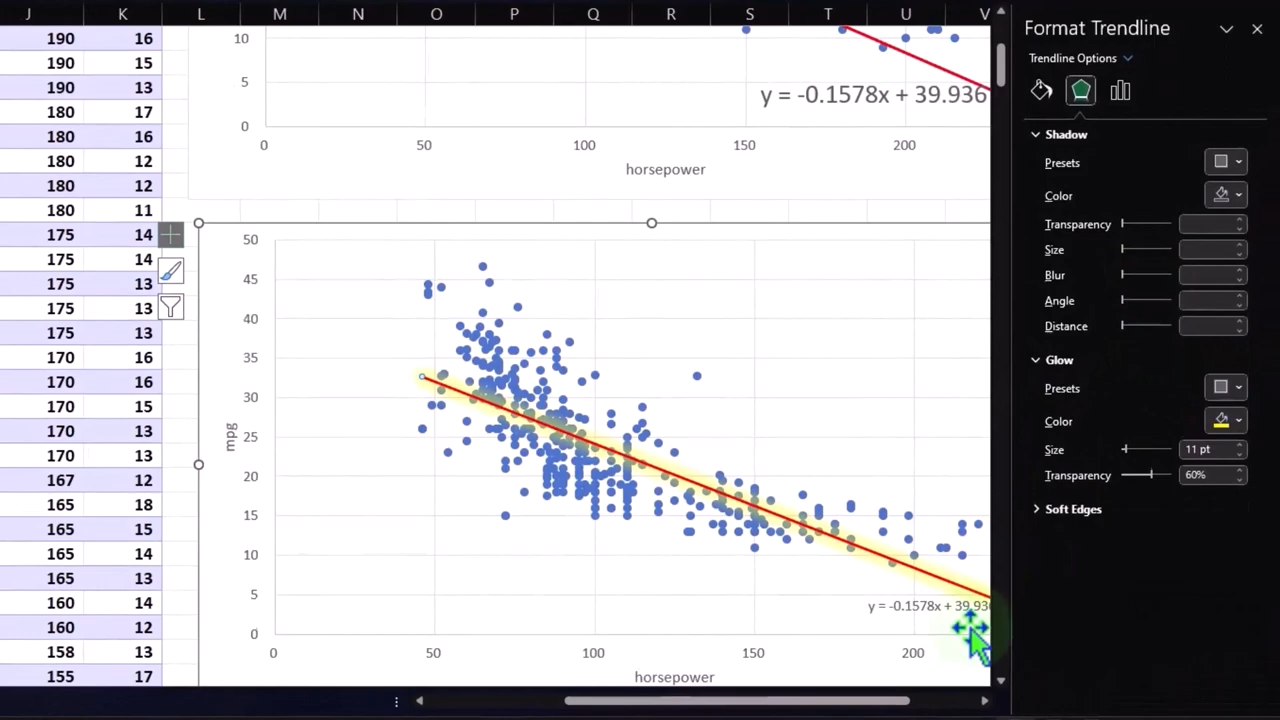 J K L M N O P Q R S T U V
190 16
190 15
190 13
180 17
180 16
180 12
180 12
180 11
175 14
175 14
175 13
175 13
175 13
170 16
170 16
170 15
170 13
170 13
167 12
165 18
165 15
165 14
165 13
160 14
160 12
158 13
155 17
10
5
0
0 50 100 150 200
horsepower
y = -0.1578x + 39.936
50
45
40
35
30
25
20
15
10
5
0
mpg
y = -0.1578x + 39.936
0 50 100 150 200
horsepower
Format Trendline
Trendline Options
Shadow
Presets
Color
Transparency
Size
Blur
Angle
Distance
Glow
Presets
Color
Size 11 pt
Transparency 60%
Soft Edges